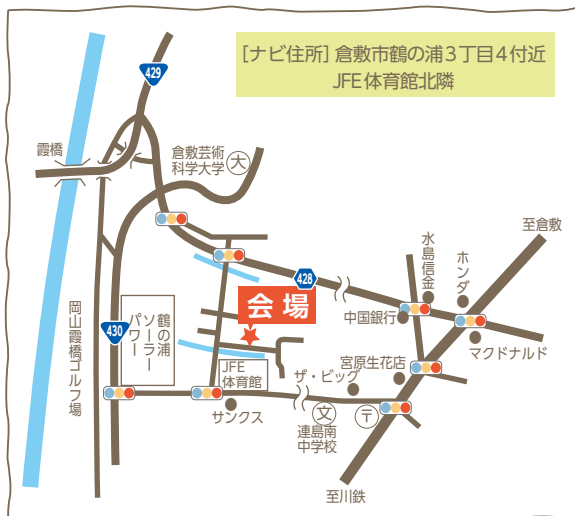 [ナビ住所] 倉敷市鶴の浦3丁目4付近
JFE体育館北隣
429
霞橋
倉敷芸術
科学大学
大
至倉敷
水島信金
ホンダ
428
会場
中国銀行
430
鶴の浦
ソーラー
パワー
岡山霞橋ゴルフ場
マクドナルド
JFE
体育館
ザ・ビッグ
宮原生花店
サンクス
文
〒
連島南
中学校
至川鉄